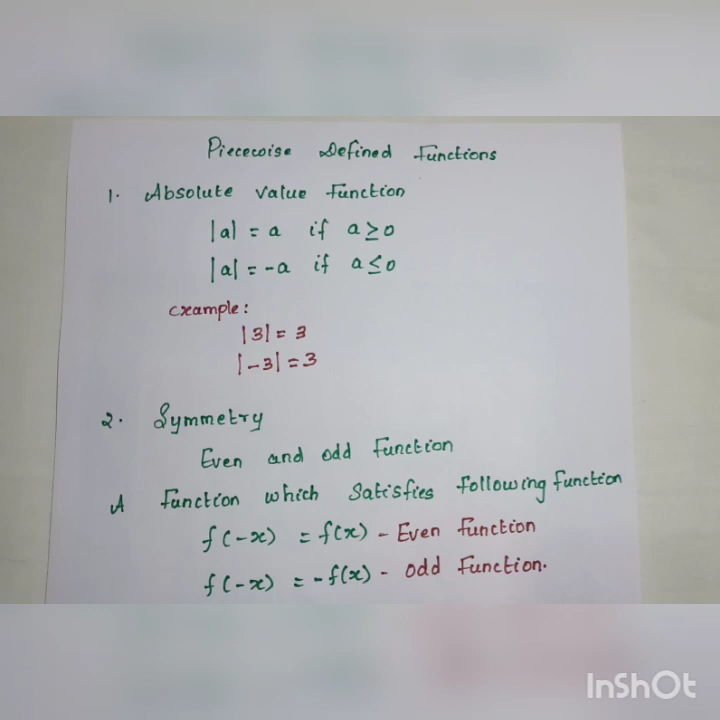 Piecewise Defined Functions
1. Absolute value Function
|a| = a if a ≥ 0
|a| = -a if a ≤ 0
example:
|3| = 3
|-3| = 3
2. Symmetry
Even and odd Function
A Function which Satisfies Following Function
f(-x) = f(x) - Even Function
f(-x) = -f(x) - odd Function.
InShOt